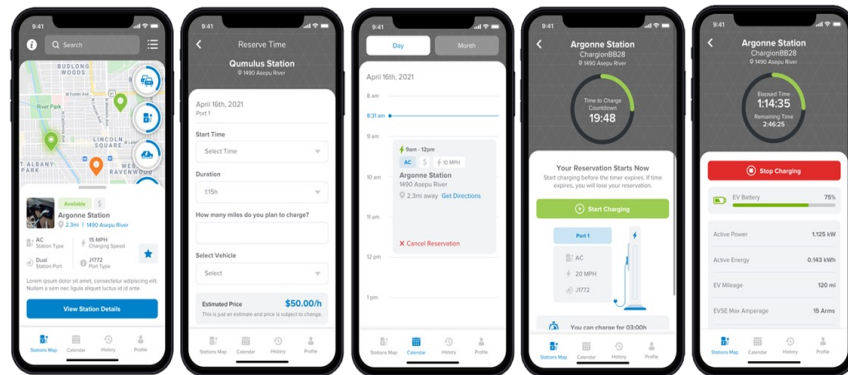 9:41
Search
BUDLONG
WOODS
River Park
LINCOLN
SQUARE
T ALBANY
PARK
WES
RAVENWOOD
Available
$
Argonne Station
2.3mi | 1490 Asepu River
AC
Station Type
15 MPH
Charging Speed
Dual
Station Port
J1772
Port Type
Lorem ipsum dolor sit amet, consectetur adipiscing elit.
Nullam a sem nec ligula aliquet luctus id id ante.
View Station Details
Stations Map
Calendar
History
Profile
9:41
Reserve Time
Qumulus Station
1490 Asepu River
April 16th, 2021
Port 1
Start Time
Select Time
Duration
1:15h
How many miles do you plan to charge?
Select Vehicle
Select
Estimated Price
$50.00/h
This is just an estimate and price is subject to change.
Stations Map
Calendar
History
Profile
9:41
Day
Month
April 16th, 2021
8 am
8:31 am
9 am
9am - 12pm
AC
$
10 MPH
10 am
Argonne Station
1490 Asepu River
2.3mi away Get Directions
11 am
X Cancel Reservation
12 pm
1 pm
Stations Map
Calendar
History
Profile
9:41
Argonne Station
ChargionBB28
1490 Asepu River
Time to Charge
Countdown
19:48
Your Reservation Starts Now
Start charging before the timer expires. If time
expires, you will lose your reservation.
Start Charging
Port 1
AC
20 MPH
J1772
You can charge for 03:00h
Stations Map
Calendar
History
Profile
9:41
Argonne Station
ChargionBB28
1490 Asepu River
Elapsed Time
1:14:35
Remaining Time
2:46:25
Stop Charging
EV Battery
75%
Active Power
1.125 kW
Active Energy
0.143 kWh
EV Mileage
120 mi
EVSE Max Amperage
15 Arms
Stations Map
Calendar
History
Profile